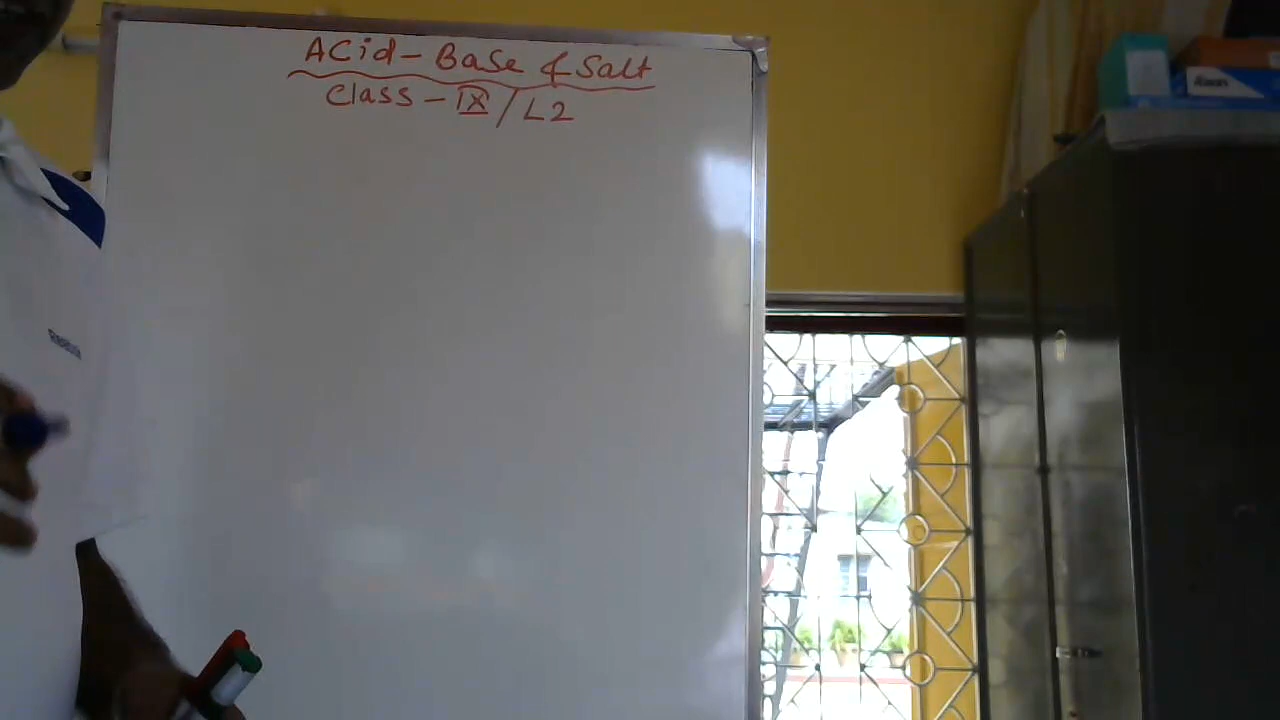 Acid - Base & Salt
Class - IX / L2